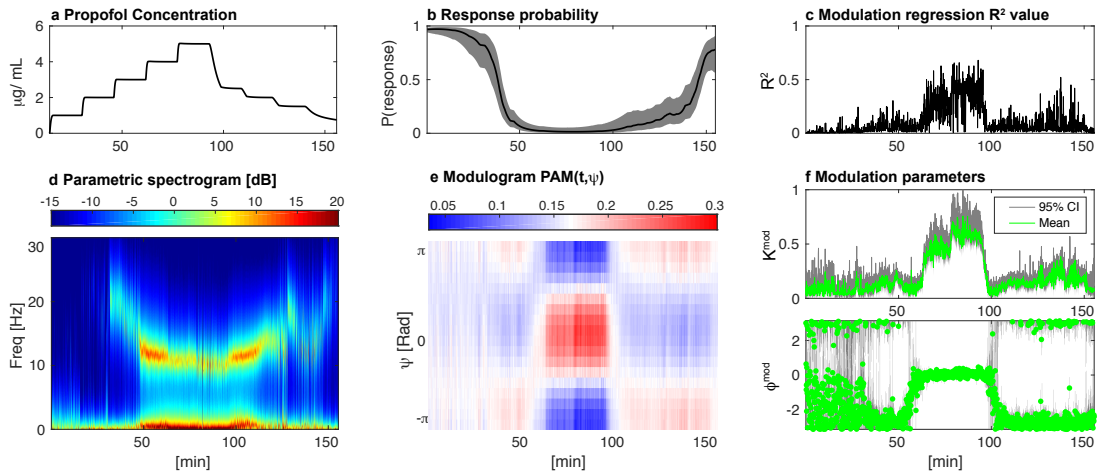 a Propofol Concentration
μg/ mL
6
4
2
0
50
100
150
b Response probability
P(response)
1
0.5
0
50
100
150
c Modulation regression R² value
R²
1
0.5
0
50
100
150
d Parametric spectrogram [dB]
-15 -10 -5 0 5 10 15 20
Freq [Hz]
30
20
10
0
50
100
150
[min]
e Modulogram PAM(t,ψ)
0.05 0.1 0.15 0.2 0.25 0.3
ψ [Rad]
π
0
-π
50
100
150
[min]
f Modulation parameters
K^mod
1
0.5
0
95% CI
Mean
50
100
150
ϕ^mod
2
0
-2
50
100
150
[min]